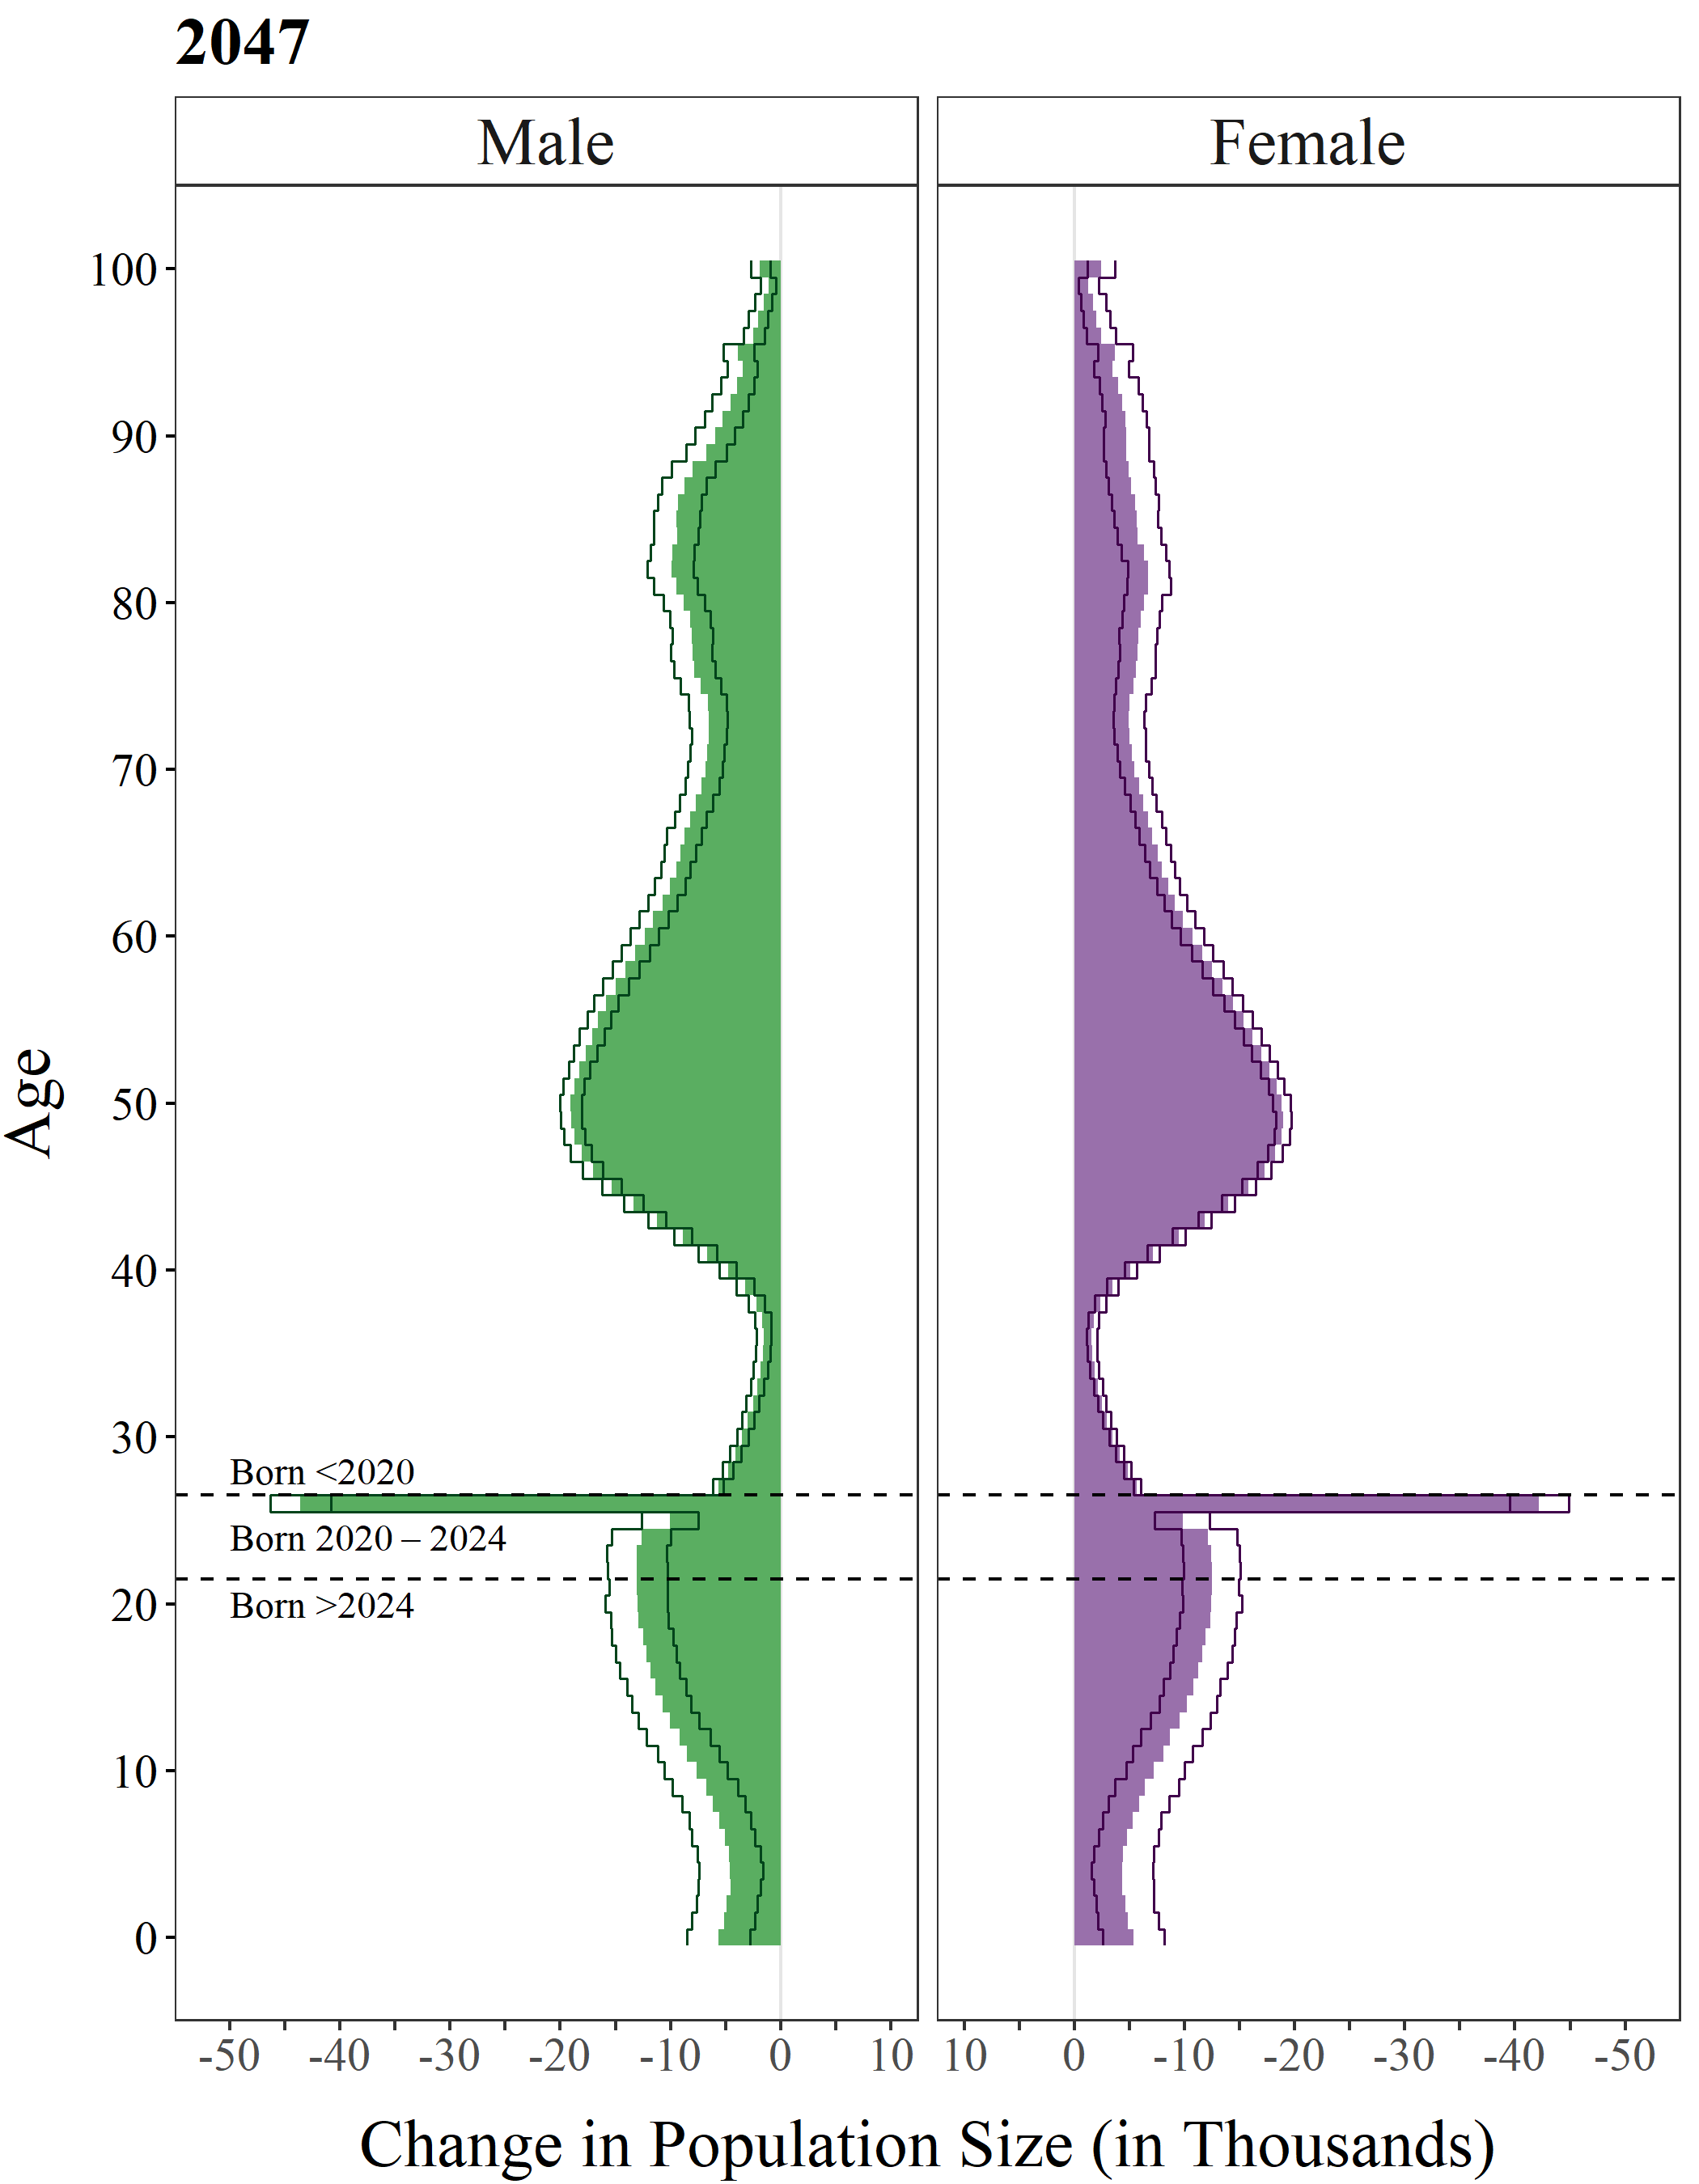 2047
Male
Female
Age
100
90
80
70
60
50
40
30
20
10
0
Born <2020
Born 2020 – 2024
Born >2024
-50 -40 -30 -20 -10 0 10
10 0 -10 -20 -30 -40 -50
Change in Population Size (in Thousands)